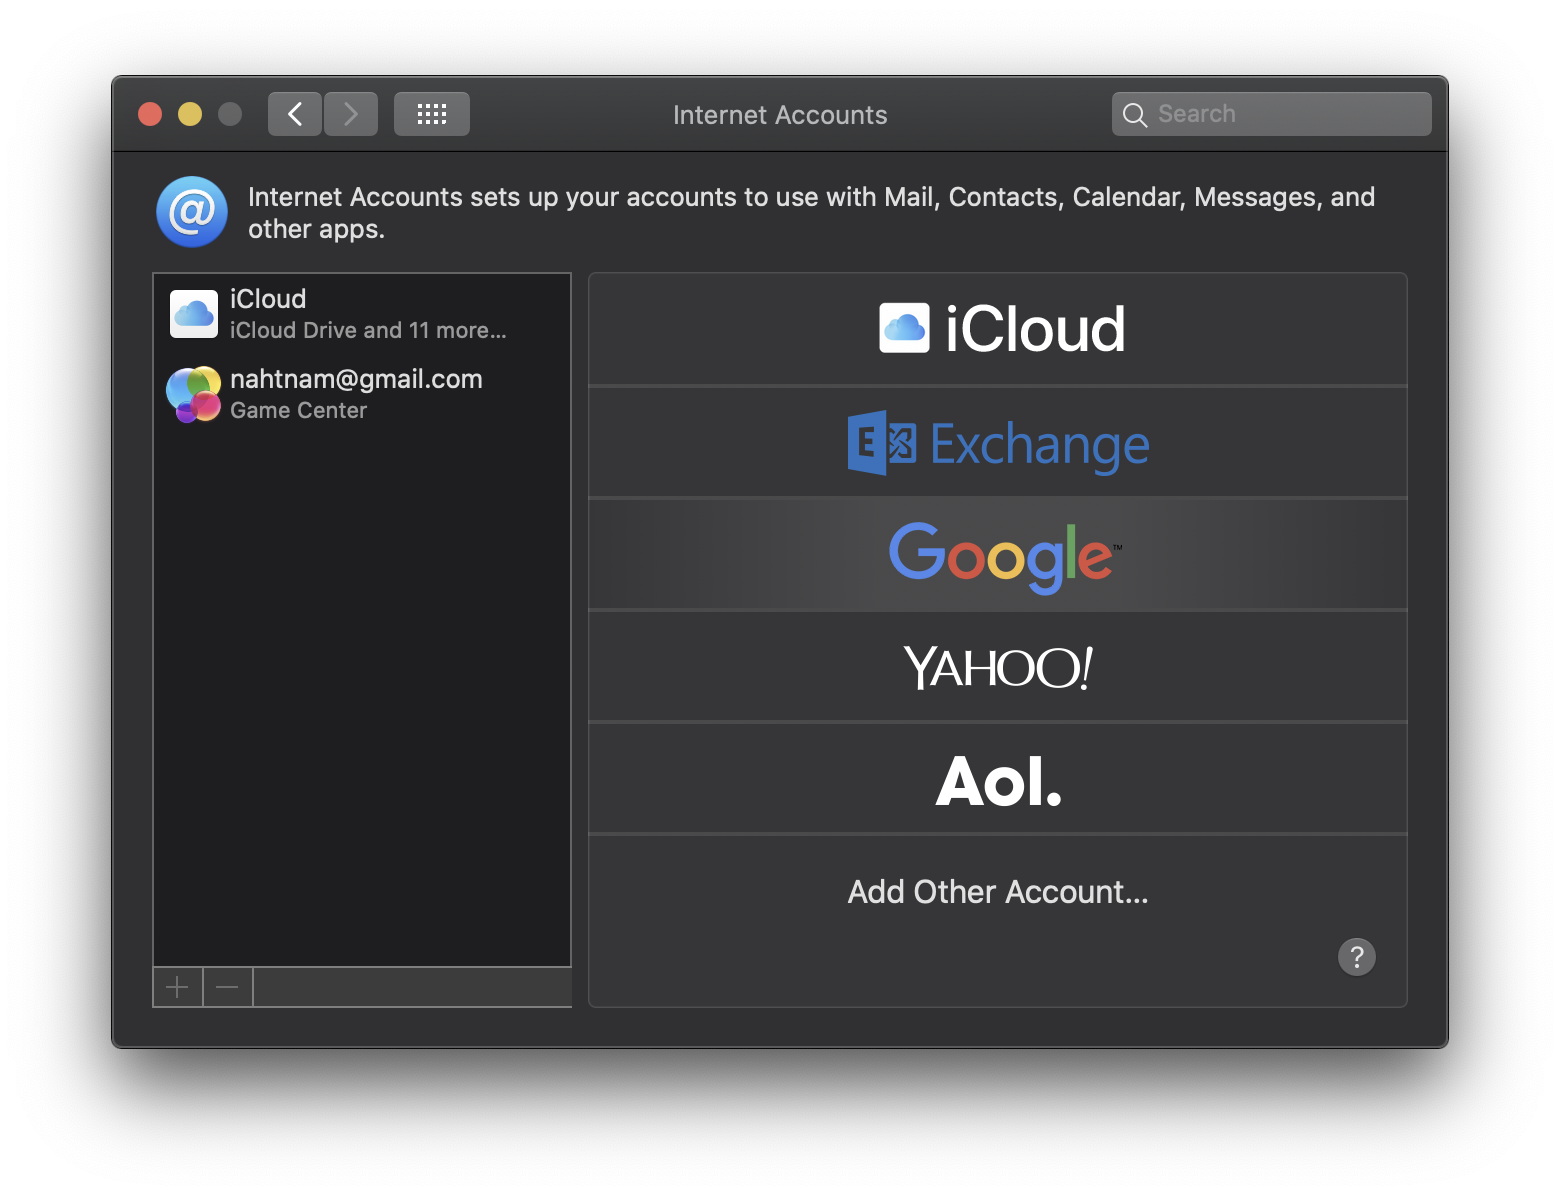 Internet Accounts
Search
@
Internet Accounts sets up your accounts to use with Mail, Contacts, Calendar, Messages, and
other apps.
iCloud
iCloud Drive and 11 more...
nahtnam@gmail.com
Game Center
iCloud
E Exchange
Google™
YAHOO!
Aol.
Add Other Account...
?